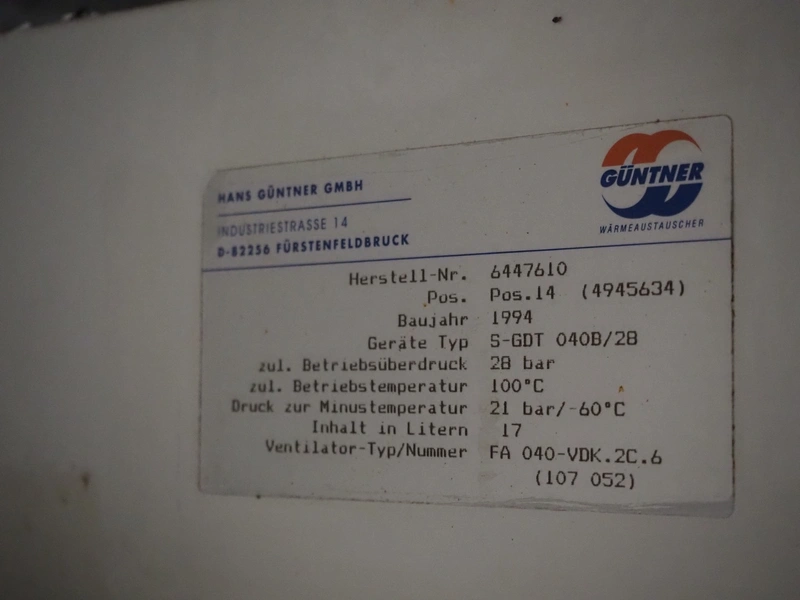 HANS GÜNTNER GMBH
INDUSTRIESTRASSE 14
D-82256 FÜRSTENFELDBRUCK
GÜNTNER
WÄRMEAUSTAUSCHER
Herstell-Nr. 6447610
Pos. Pos.14 (4945634)
Baujahr 1994
Geräte Typ S-GDT 040B/28
zul. Betriebsüberdruck 28 bar
zul. Betriebstemperatur 100°C
Druck zur Minustemperatur 21 bar/-60°C
Inhalt in Litern 17
Ventilator-Typ/Nummer FA 040-VDK.2C.6
(107 052)